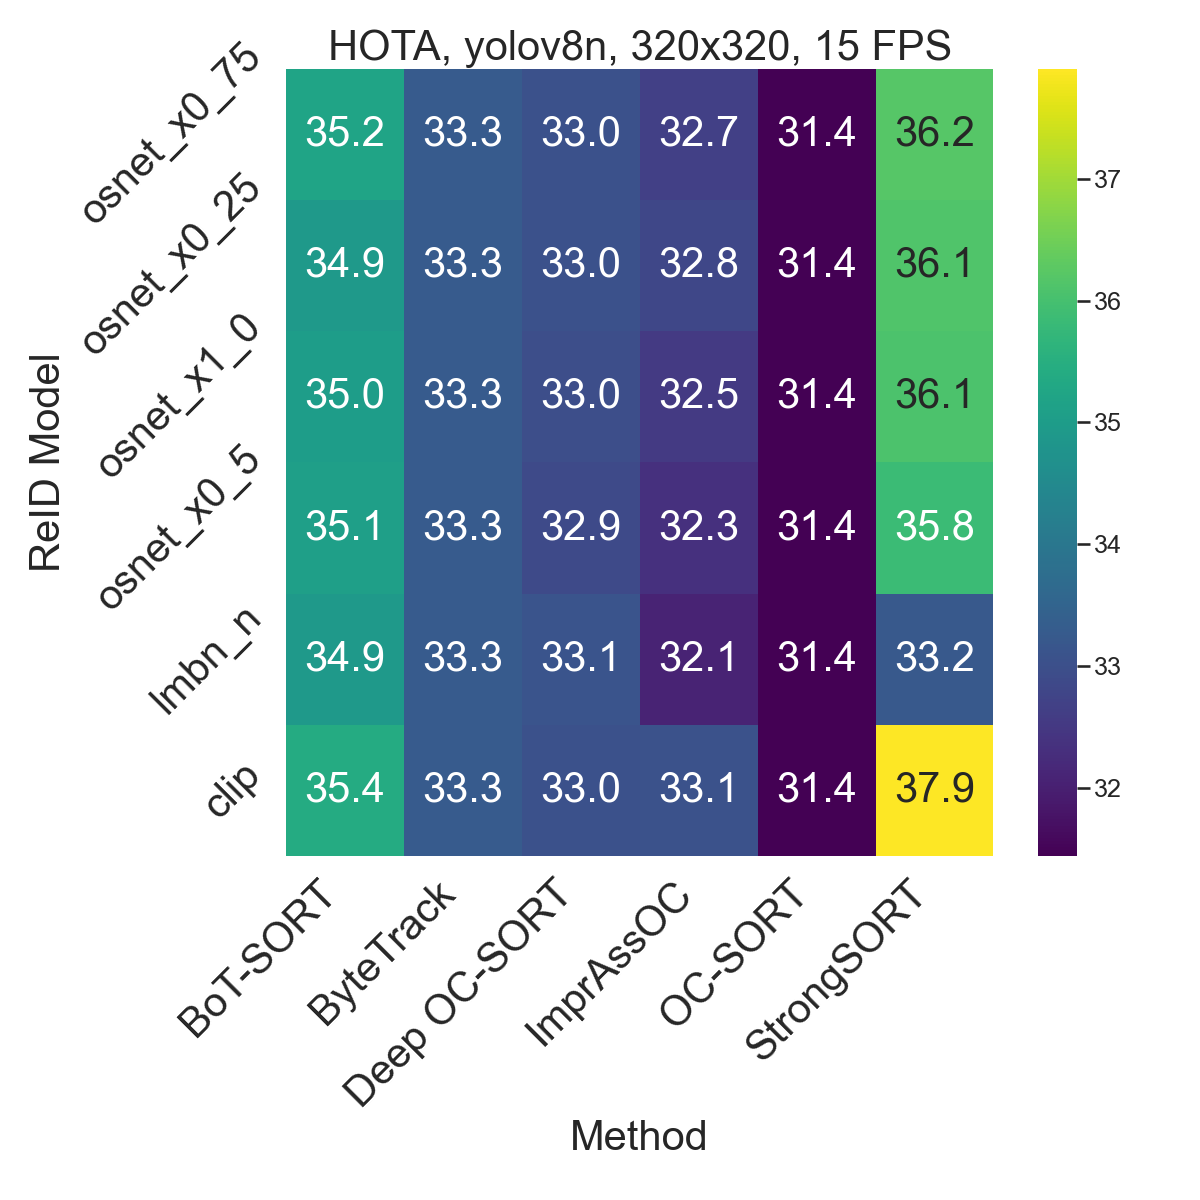 HOTA, yolov8n, 320x320, 15 FPS
ReID Model
osnet_x0_75 35.2 33.3 33.0 32.7 31.4 36.2
osnet_x0_25 34.9 33.3 33.0 32.8 31.4 36.1
osnet_x1_0 35.0 33.3 33.0 32.5 31.4 36.1
osnet_x0_5 35.1 33.3 32.9 32.3 31.4 35.8
lmbn_n 34.9 33.3 33.1 32.1 31.4 33.2
clip 35.4 33.3 33.0 33.1 31.4 37.9
BoT-SORT ByteTrack Deep OC-SORT ImprAssOC OC-SORT StrongSORT
Method
37
36
35
34
33
32